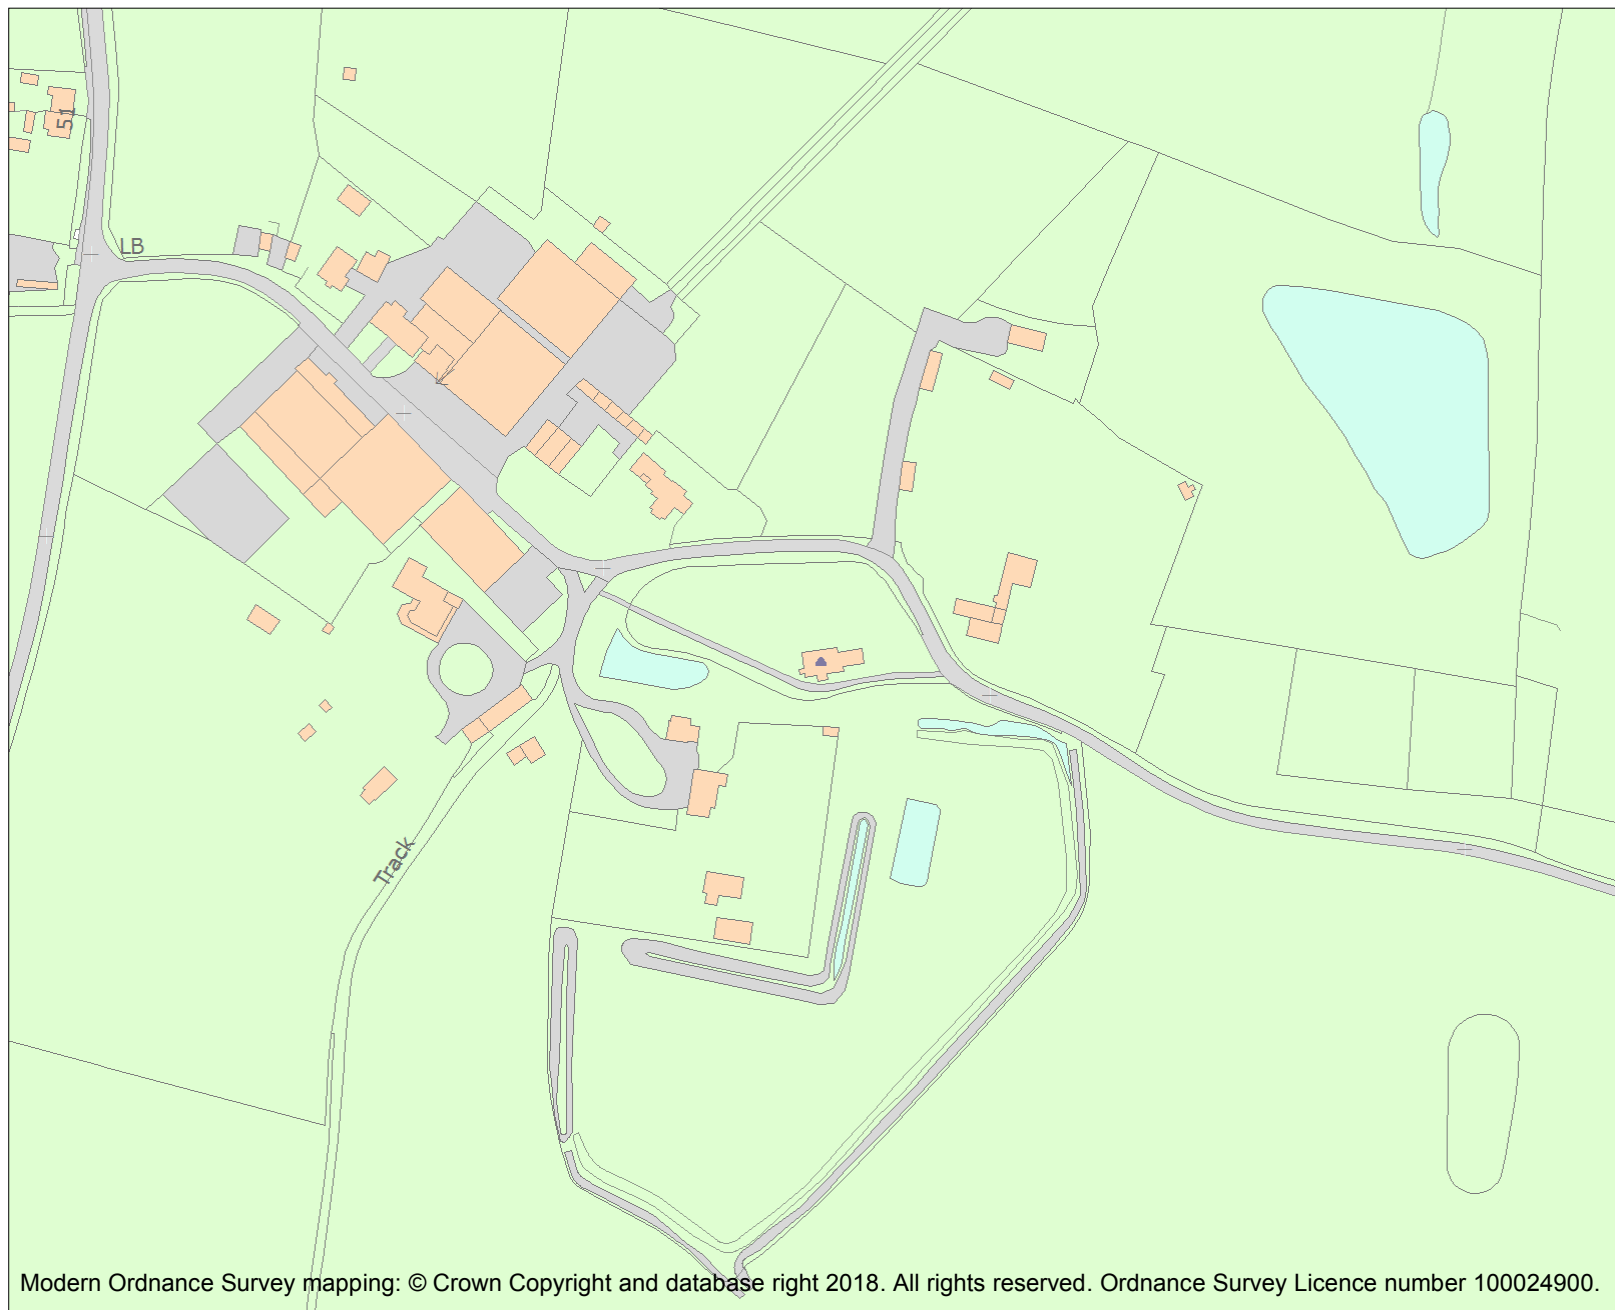 51
LB
Track
Modern Ordnance Survey mapping: © Crown Copyright and database right 2018. All rights reserved. Ordnance Survey Licence number 100024900.